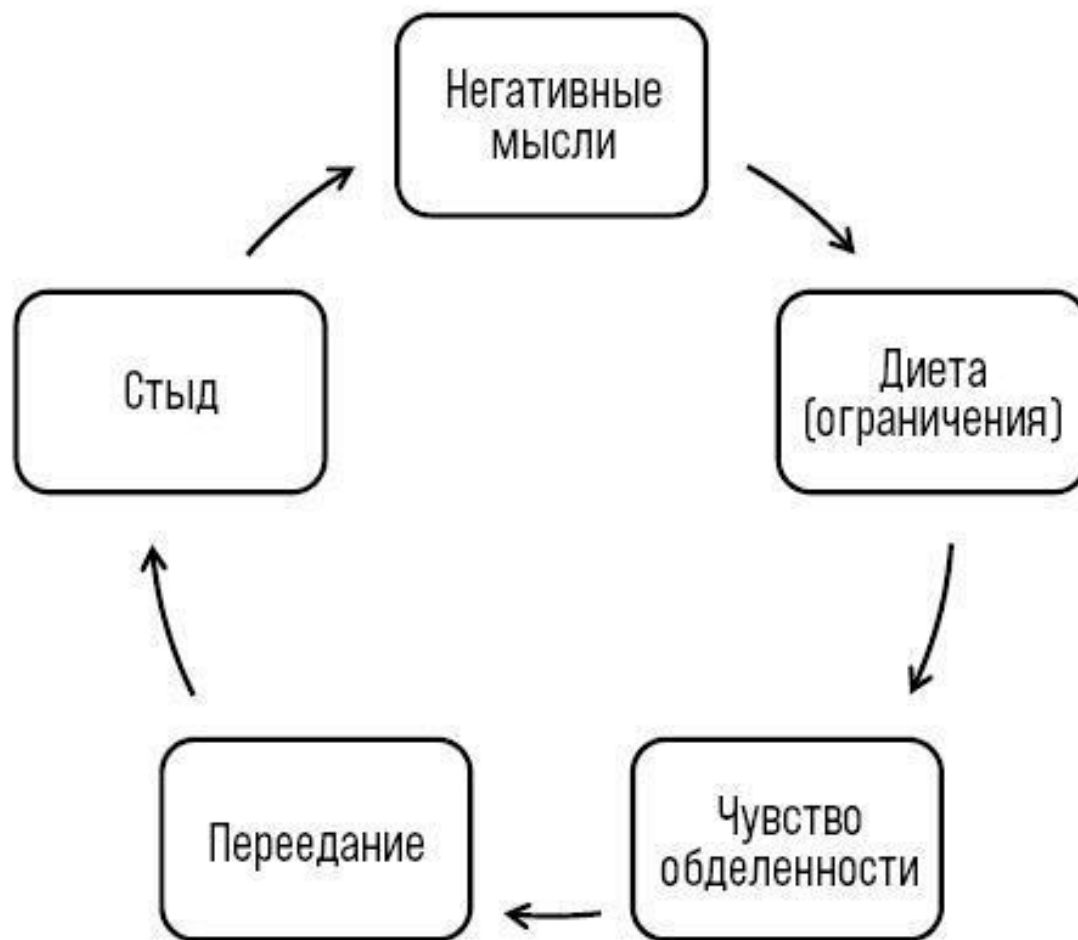 Негативные
мысли
Диета
(ограничения)
Чувство
обделенности
Переедание
Стыд